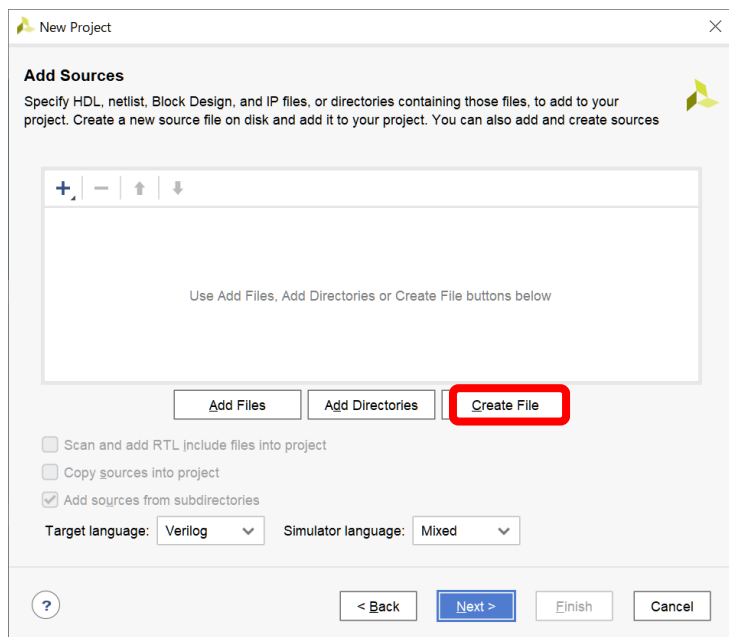 New Project
Add Sources
Specify HDL, netlist, Block Design, and IP files, or directories containing those files, to add to your
project. Create a new source file on disk and add it to your project. You can also add and create sources
Use Add Files, Add Directories or Create File buttons below
Add Files Add Directories Create File
Scan and add RTL include files into project
Copy sources into project
Add sources from subdirectories
Target language: Verilog Simulator language: Mixed
? < Back Next > Finish Cancel